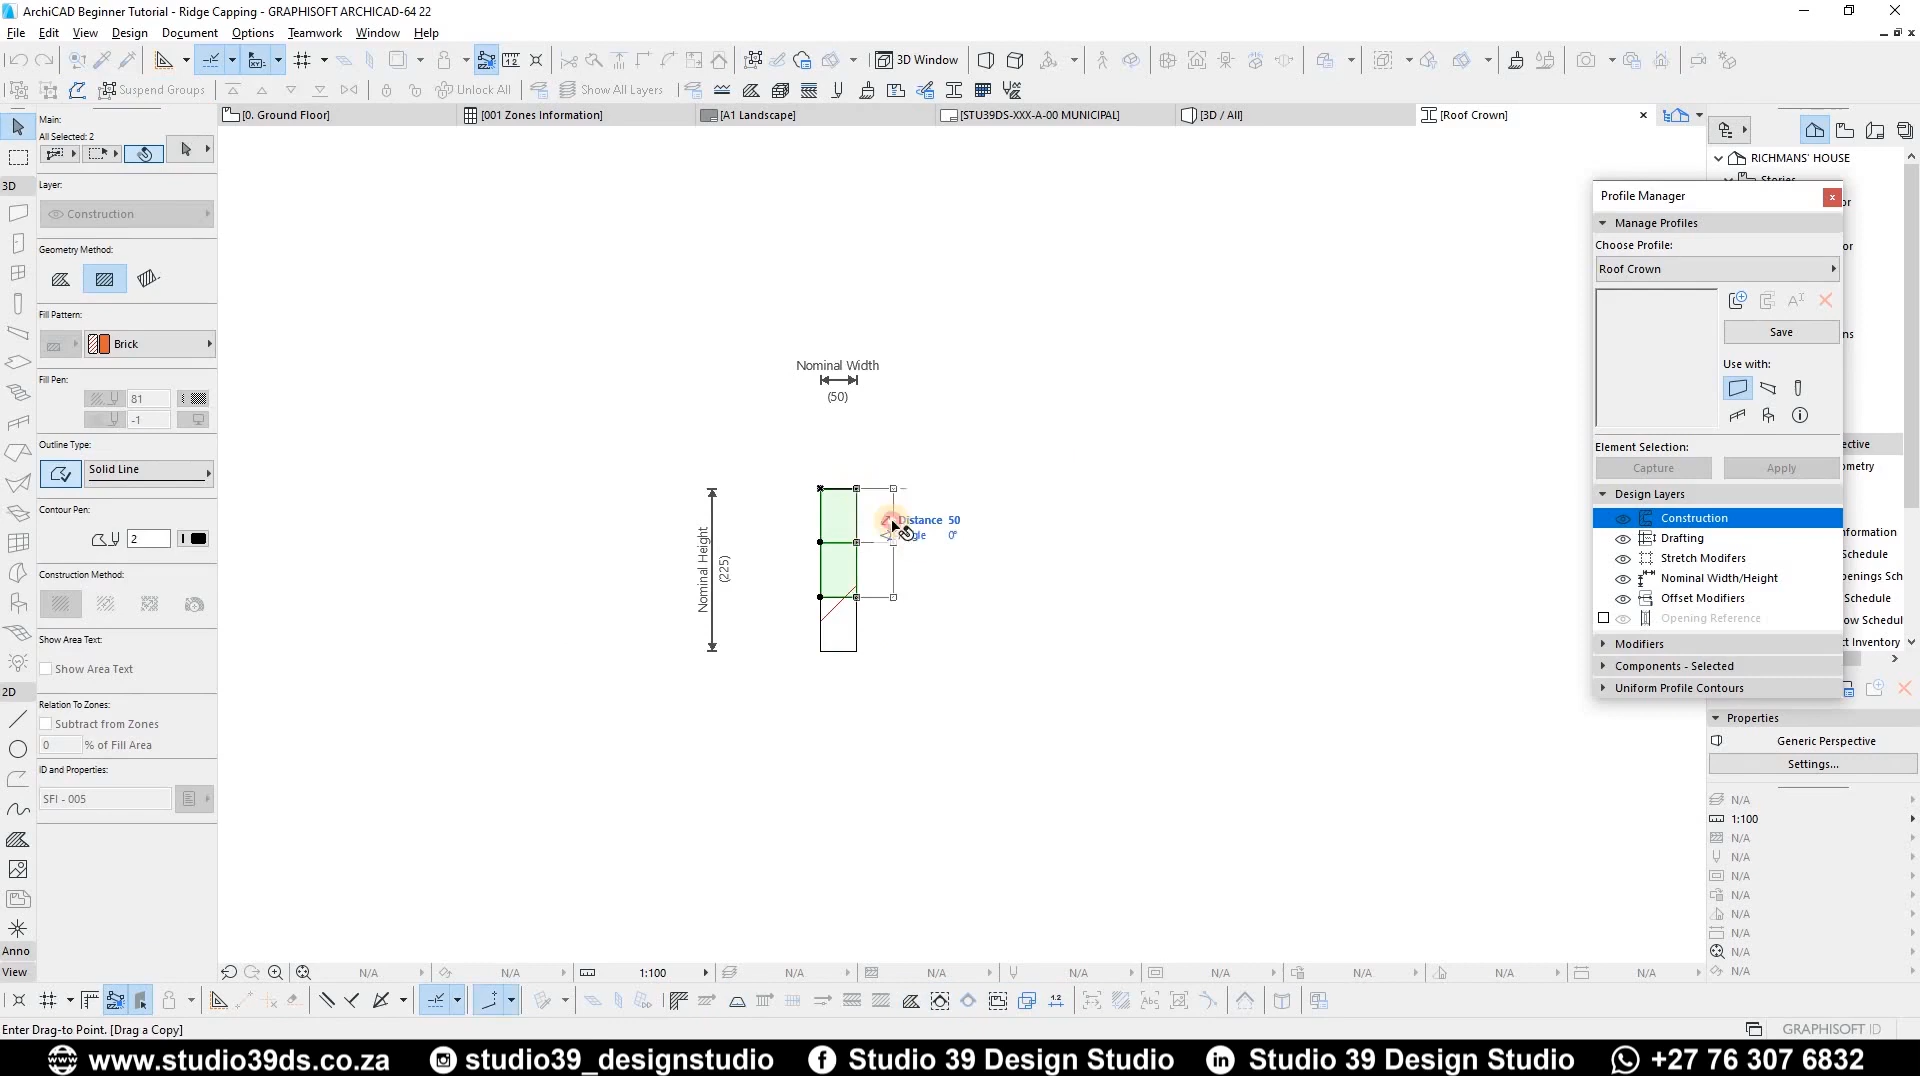 ArchiCAD Beginner Tutorial - Ridge Capping - GRAPHISOFT ARCHICAD-64 22
File Edit View Design Document Options Teamwork Window Help
3D Window
Suspend Groups
Unlock All
Show All Layers
[0. Ground Floor]
[001 Zones Information]
[A1 Landscape]
[STU39DS-XXX-A-00 MUNICIPAL]
[3D / All]
[Roof Crown]
Main:
All Selected: 2
3D
Layer:
Construction
Geometry Method:
Fill Pattern:
Brick
Fill Pen:
81
-1
Outline Type:
Solid Line
Contour Pen:
2
Construction Method:
Show Area Text:
Show Area Text
2D
Relation To Zones:
Subtract from Zones
0 % of Fill Area
ID and Properties:
SFI - 005
Anno
View
Nominal Width
(50)
Nominal Height
(225)
Distance 50
0°
RICHMANS' HOUSE
Stories
Profile Manager
Manage Profiles
Choose Profile:
Roof Crown
Save
Use with:
Element Selection:
Capture Apply
Design Layers
Construction
Drafting
Stretch Modifiers
Nominal Width/Height
Offset Modifiers
Opening Reference
Modifiers
Components - Selected
Uniform Profile Contours
Properties
Generic Perspective
Settings...
N/A
1:100
N/A
N/A
N/A
N/A
N/A
N/A
N/A
N/A
N/A N/A 1:100 N/A N/A N/A N/A N/A N/A N/A
Enter Drag-to Point. [Drag a Copy]
GRAPHISOFT ID
www.studio39ds.co.za studio39_designstudio Studio 39 Design Studio Studio 39 Design Studio +27 76 307 6832